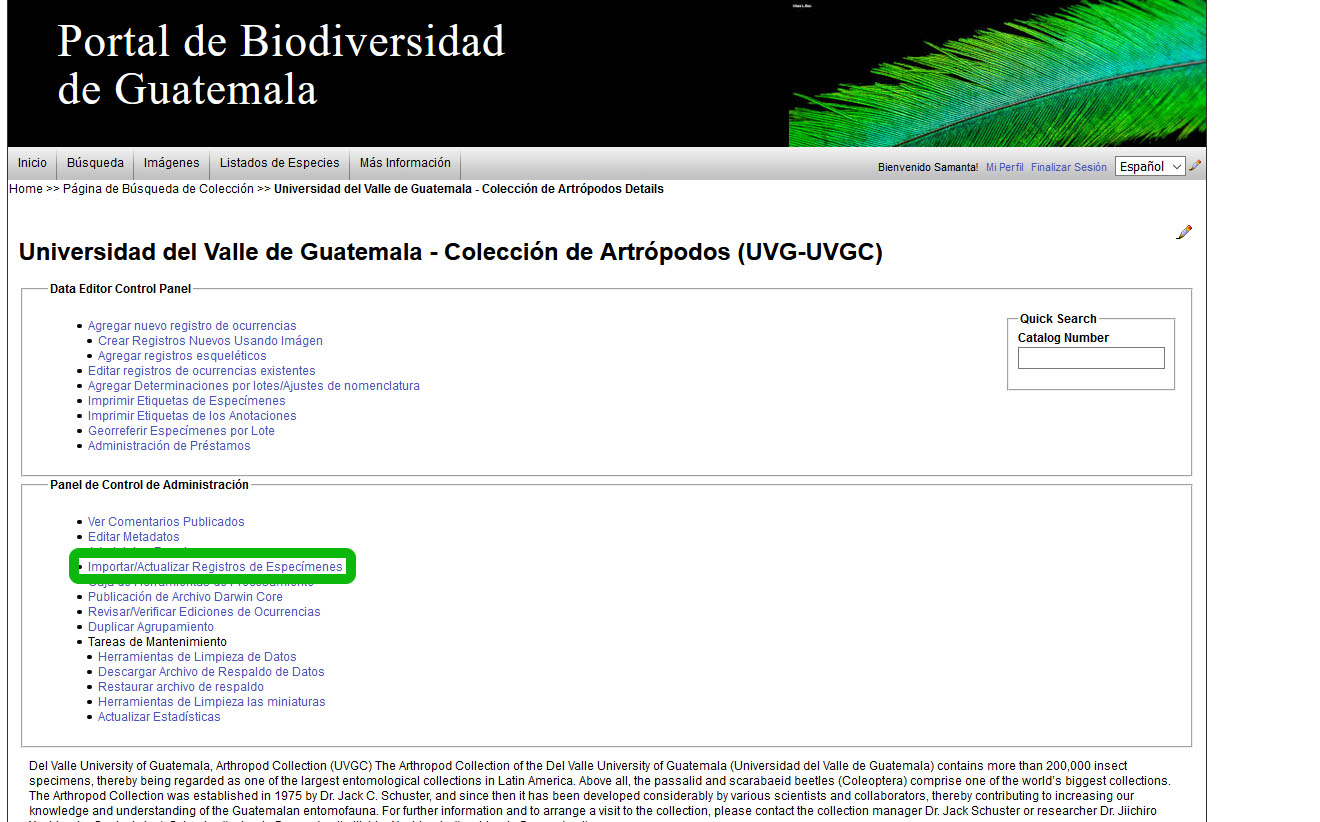 Portal de Biodiversidad
de Guatemala
Inicio Búsqueda Imágenes Listados de Especies Más Información
Bienvenido Samanta! Mi Perfil Finalizar Sesión Español
Home >> Página de Búsqueda de Colección >> Universidad del Valle de Guatemala - Colección de Artrópodos Details
Universidad del Valle de Guatemala - Colección de Artrópodos (UVG-UVGC)
Data Editor Control Panel
Agregar nuevo registro de ocurrencias
Crear Registros Nuevos Usando Imágen
Agregar registros esqueléticos
Editar registros de ocurrencias existentes
Agregar Determinaciones por lotes/Ajustes de nomenclatura
Imprimir Etiquetas de Especímenes
Imprimir Etiquetas de los Anotaciones
Georreferir Especímenes por Lote
Administración de Préstamos
Quick Search
Catalog Number
Panel de Control de Administración
Ver Comentarios Publicados
Editar Metadatos
Importar/Actualizar Registros de Especímenes
Caja de Herramientas de Procesamiento
Publicación de Archivo Darwin Core
Revisar/Verificar Ediciones de Ocurrencias
Duplicar Agrupamiento
Tareas de Mantenimiento
Herramientas de Limpieza de Datos
Descargar Archivo de Respaldo de Datos
Restaurar archivo de respaldo
Herramientas de Limpieza las miniaturas
Actualizar Estadísticas
Del Valle University of Guatemala, Arthropod Collection (UVGC) The Arthropod Collection of the Del Valle University of Guatemala (Universidad del Valle de Guatemala) contains more than 200,000 insect
specimens, thereby being regarded as one of the largest entomological collections in Latin America. Above all, the passalid and scarabaeid beetles (Coleoptera) comprise one of the world's biggest collections.
The Arthropod Collection was established in 1975 by Dr. Jack C. Schuster, and since then it has been developed considerably by various scientists and collaborators, thereby contributing to increasing our
knowledge and understanding of the Guatemalan entomofauna. For further information and to arrange a visit to the collection, please contact the collection manager Dr. Jack Schuster or researcher Dr. Jiichiro